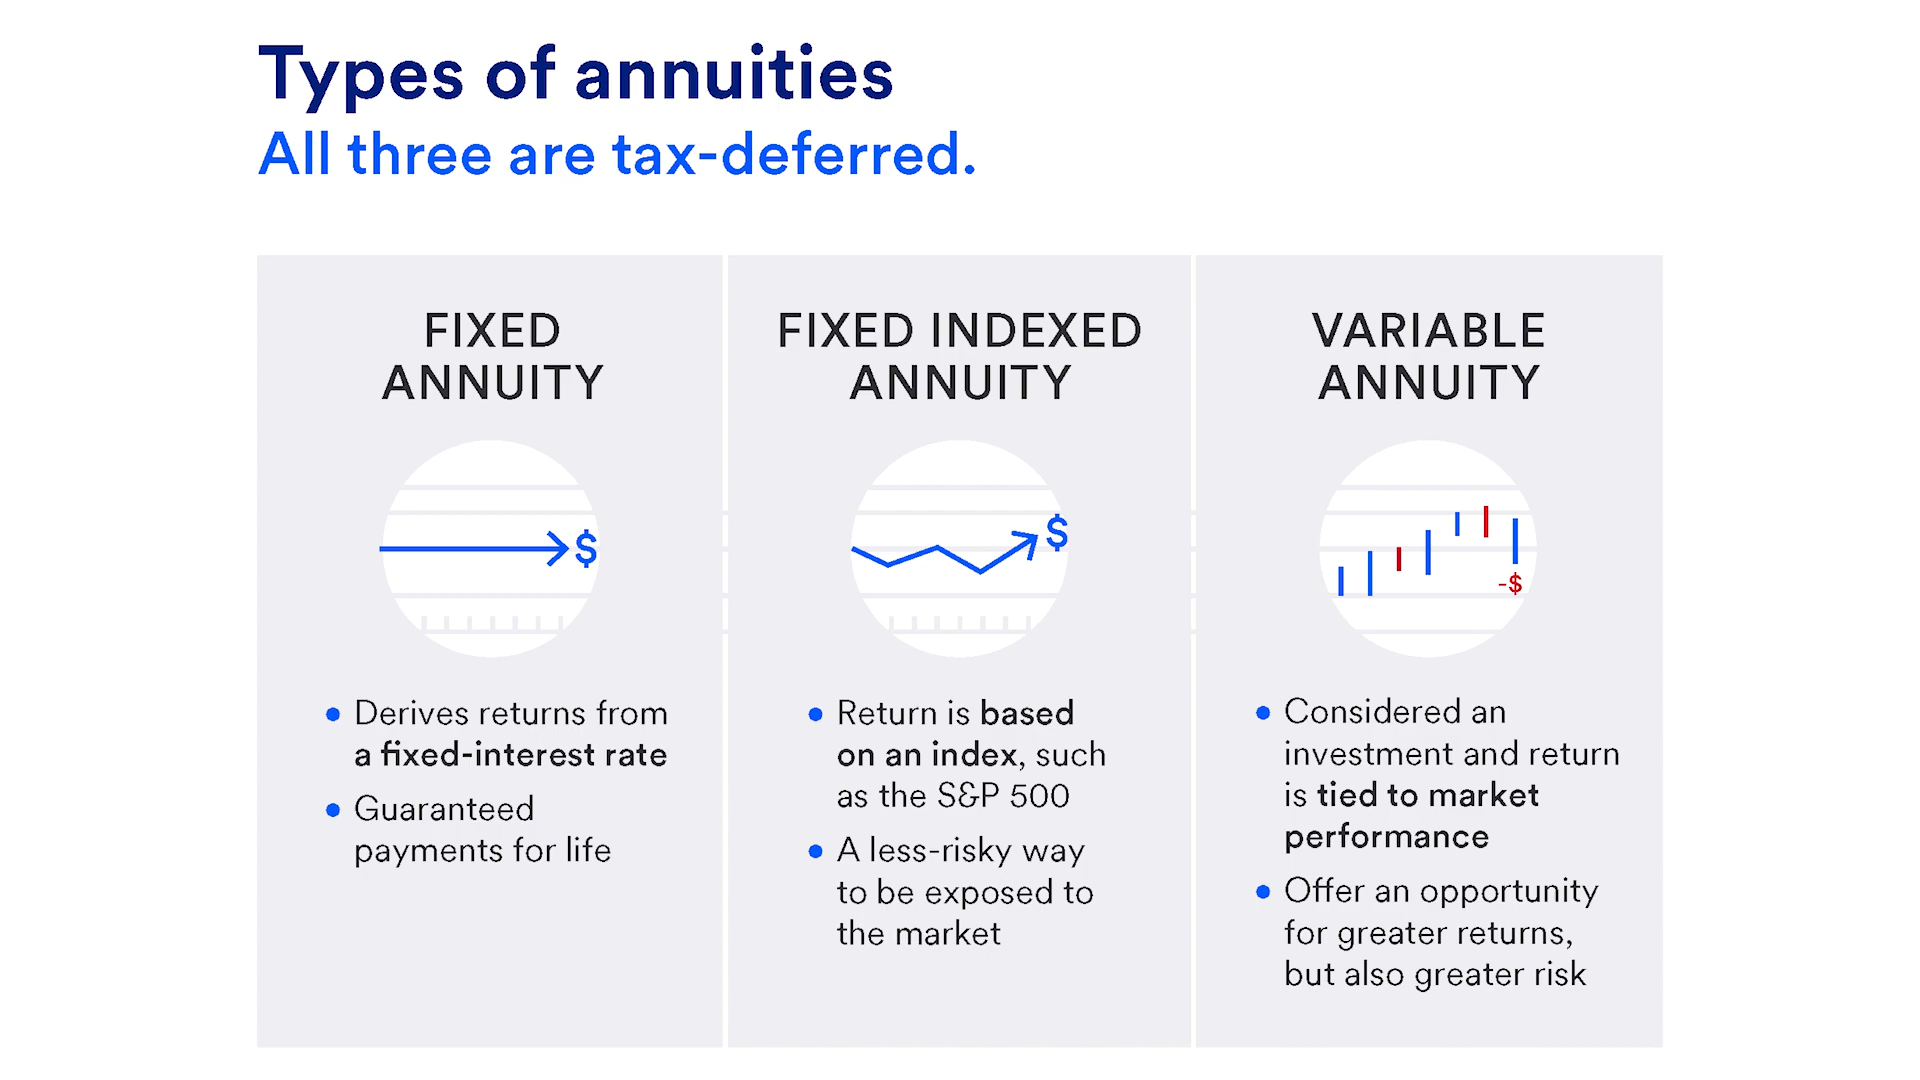 Types of annuities
All three are tax-deferred.
FIXED
ANNUITY
$
Derives returns from
a fixed-interest rate
Guaranteed
payments for life
FIXED INDEXED
ANNUITY
$
Return is based
on an index, such
as the S&P 500
A less-risky way
to be exposed to
the market
VARIABLE
ANNUITY
-$
Considered an
investment and return
is tied to market
performance
Offer an opportunity
for greater returns,
but also greater risk